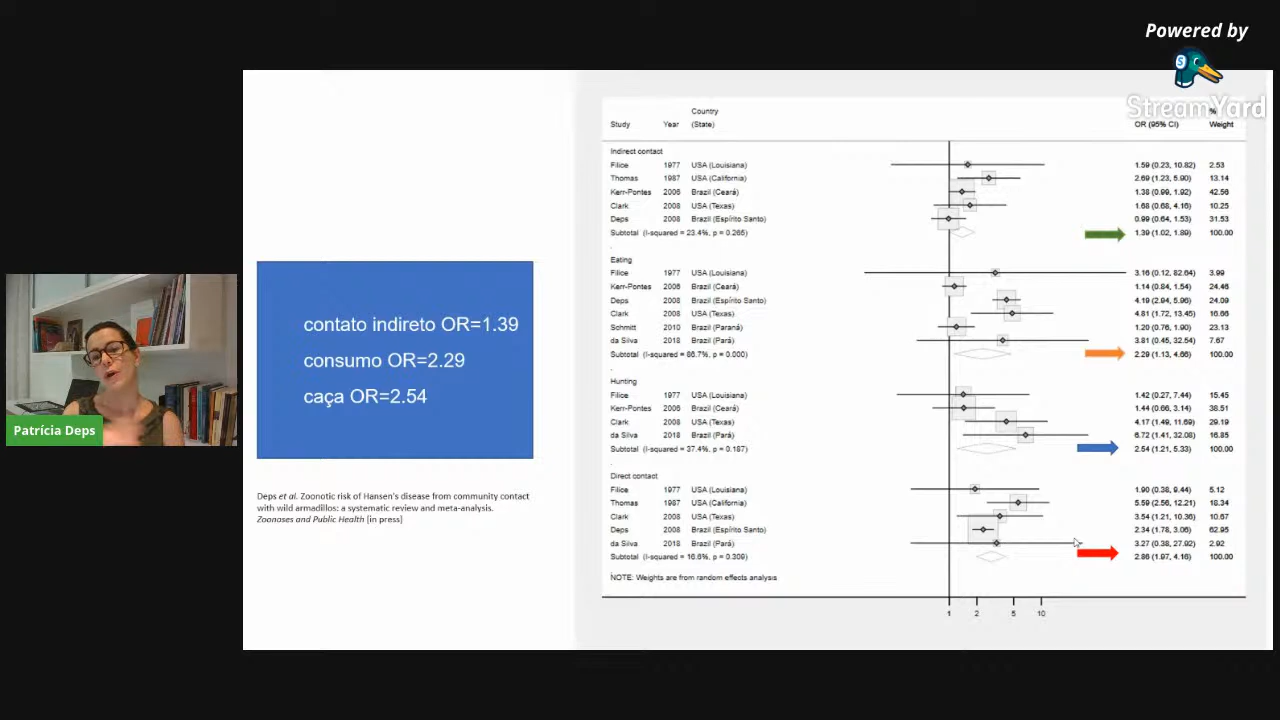 Powered by
StreamYard
Patrícia Deps
contato indireto OR=1.39
consumo OR=2.29
caça OR=2.54
Deps et al. Zoonotic risk of Hansen's disease from community contact
with wild armadillos: a systematic review and meta-analysis.
Zoonoses and Public Health [in press]
Country %
Study Year (State) OR (95% CI) Weight
Indirect contact
Filice 1977 USA (Louisiana) 1.59 (0.23, 10.82) 2.53
Thomas 1987 USA (California) 2.69 (1.23, 5.90) 13.14
Kerr-Pontes 2006 Brazil (Ceará) 1.38 (0.99, 1.92) 42.56
Clark 2008 USA (Texas) 1.68 (0.68, 4.16) 10.25
Deps 2008 Brazil (Espírito Santo) 0.99 (0.64, 1.53) 31.53
Subtotal (I-squared = 23.4%, p = 0.265) 1.39 (1.02, 1.89) 100.00
.
Eating
Filice 1977 USA (Louisiana) 3.16 (0.12, 82.64) 3.99
Kerr-Pontes 2006 Brazil (Ceará) 1.14 (0.84, 1.54) 24.46
Deps 2008 Brazil (Espírito Santo) 4.19 (2.94, 5.96) 24.09
Clark 2008 USA (Texas) 4.81 (1.72, 13.45) 16.66
Schmitt 2010 Brazil (Paraná) 1.20 (0.76, 1.90) 23.13
da Silva 2018 Brazil (Pará) 3.81 (0.45, 32.54) 7.67
Subtotal (I-squared = 86.7%, p = 0.000) 2.29 (1.13, 4.66) 100.00
.
Hunting
Filice 1977 USA (Louisiana) 1.42 (0.27, 7.44) 15.45
Kerr-Pontes 2006 Brazil (Ceará) 1.44 (0.66, 3.14) 38.51
Clark 2008 USA (Texas) 4.17 (1.49, 11.69) 29.19
da Silva 2018 Brazil (Pará) 6.72 (1.41, 32.08) 16.85
Subtotal (I-squared = 37.4%, p = 0.187) 2.54 (1.21, 5.33) 100.00
.
Direct contact
Filice 1977 USA (Louisiana) 1.90 (0.38, 9.44) 5.12
Thomas 1987 USA (California) 5.59 (2.56, 12.21) 18.34
Clark 2008 USA (Texas) 3.54 (1.21, 10.36) 10.67
Deps 2008 Brazil (Espírito Santo) 2.34 (1.78, 3.06) 62.95
da Silva 2018 Brazil (Pará) 3.27 (0.38, 27.92) 2.92
Subtotal (I-squared = 16.6%, p = 0.309) 2.86 (1.97, 4.16) 100.00
.
NOTE: Weights are from random effects analysis
1 2 5 10